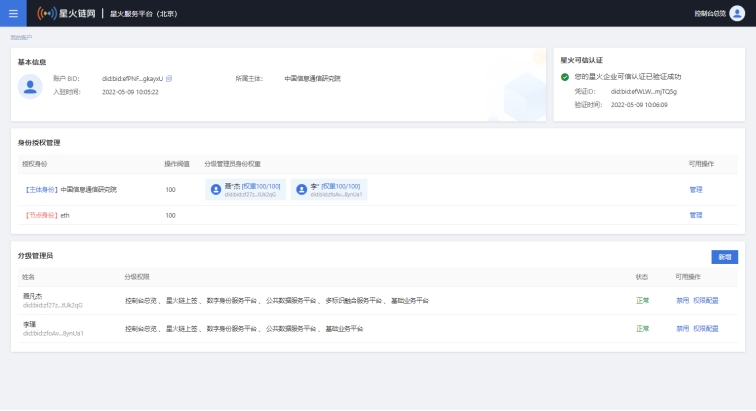 星火链网 | 星火服务平台（北京）
控制台总览
我的账户
基本信息
账户 BID: did:bid:efPNF...gkayxU
所属主体: 中国信息通信研究院
入驻时间: 2022-05-09 10:05:22
星火可信认证
您的星火企业可信认证已验证成功
凭证ID: did:bid:efWLW...mjTQSg
验证时间: 2022-05-09 10:06:09
身份授权管理
授权身份 操作阀值 分级管理员身份权重 可用操作
【主体身份】中国信息通信研究院 100 聂*杰 [权重100/100] 李* [权重100/100] 管理
did:bid:zf27z...tUk2qG did:bid:zfoAv...8ynUa1
【节点身份】eth 100 管理
分级管理员
新增
姓名 分级权限 状态 可用操作
聂凡杰
did:bid:zf27z...tUk2qG
控制台总览 、 星火链上签 、 数字身份服务平台 、 公共数据服务平台 、 多标识融合服务平台 、 基础业务平台 正常 禁用 权限配置
李瑾
did:bid:zfoAv...8ynUa1
控制台总览 、 星火链上签 、 数字身份服务平台 、 公共数据服务平台 、 基础业务平台 正常 禁用 权限配置